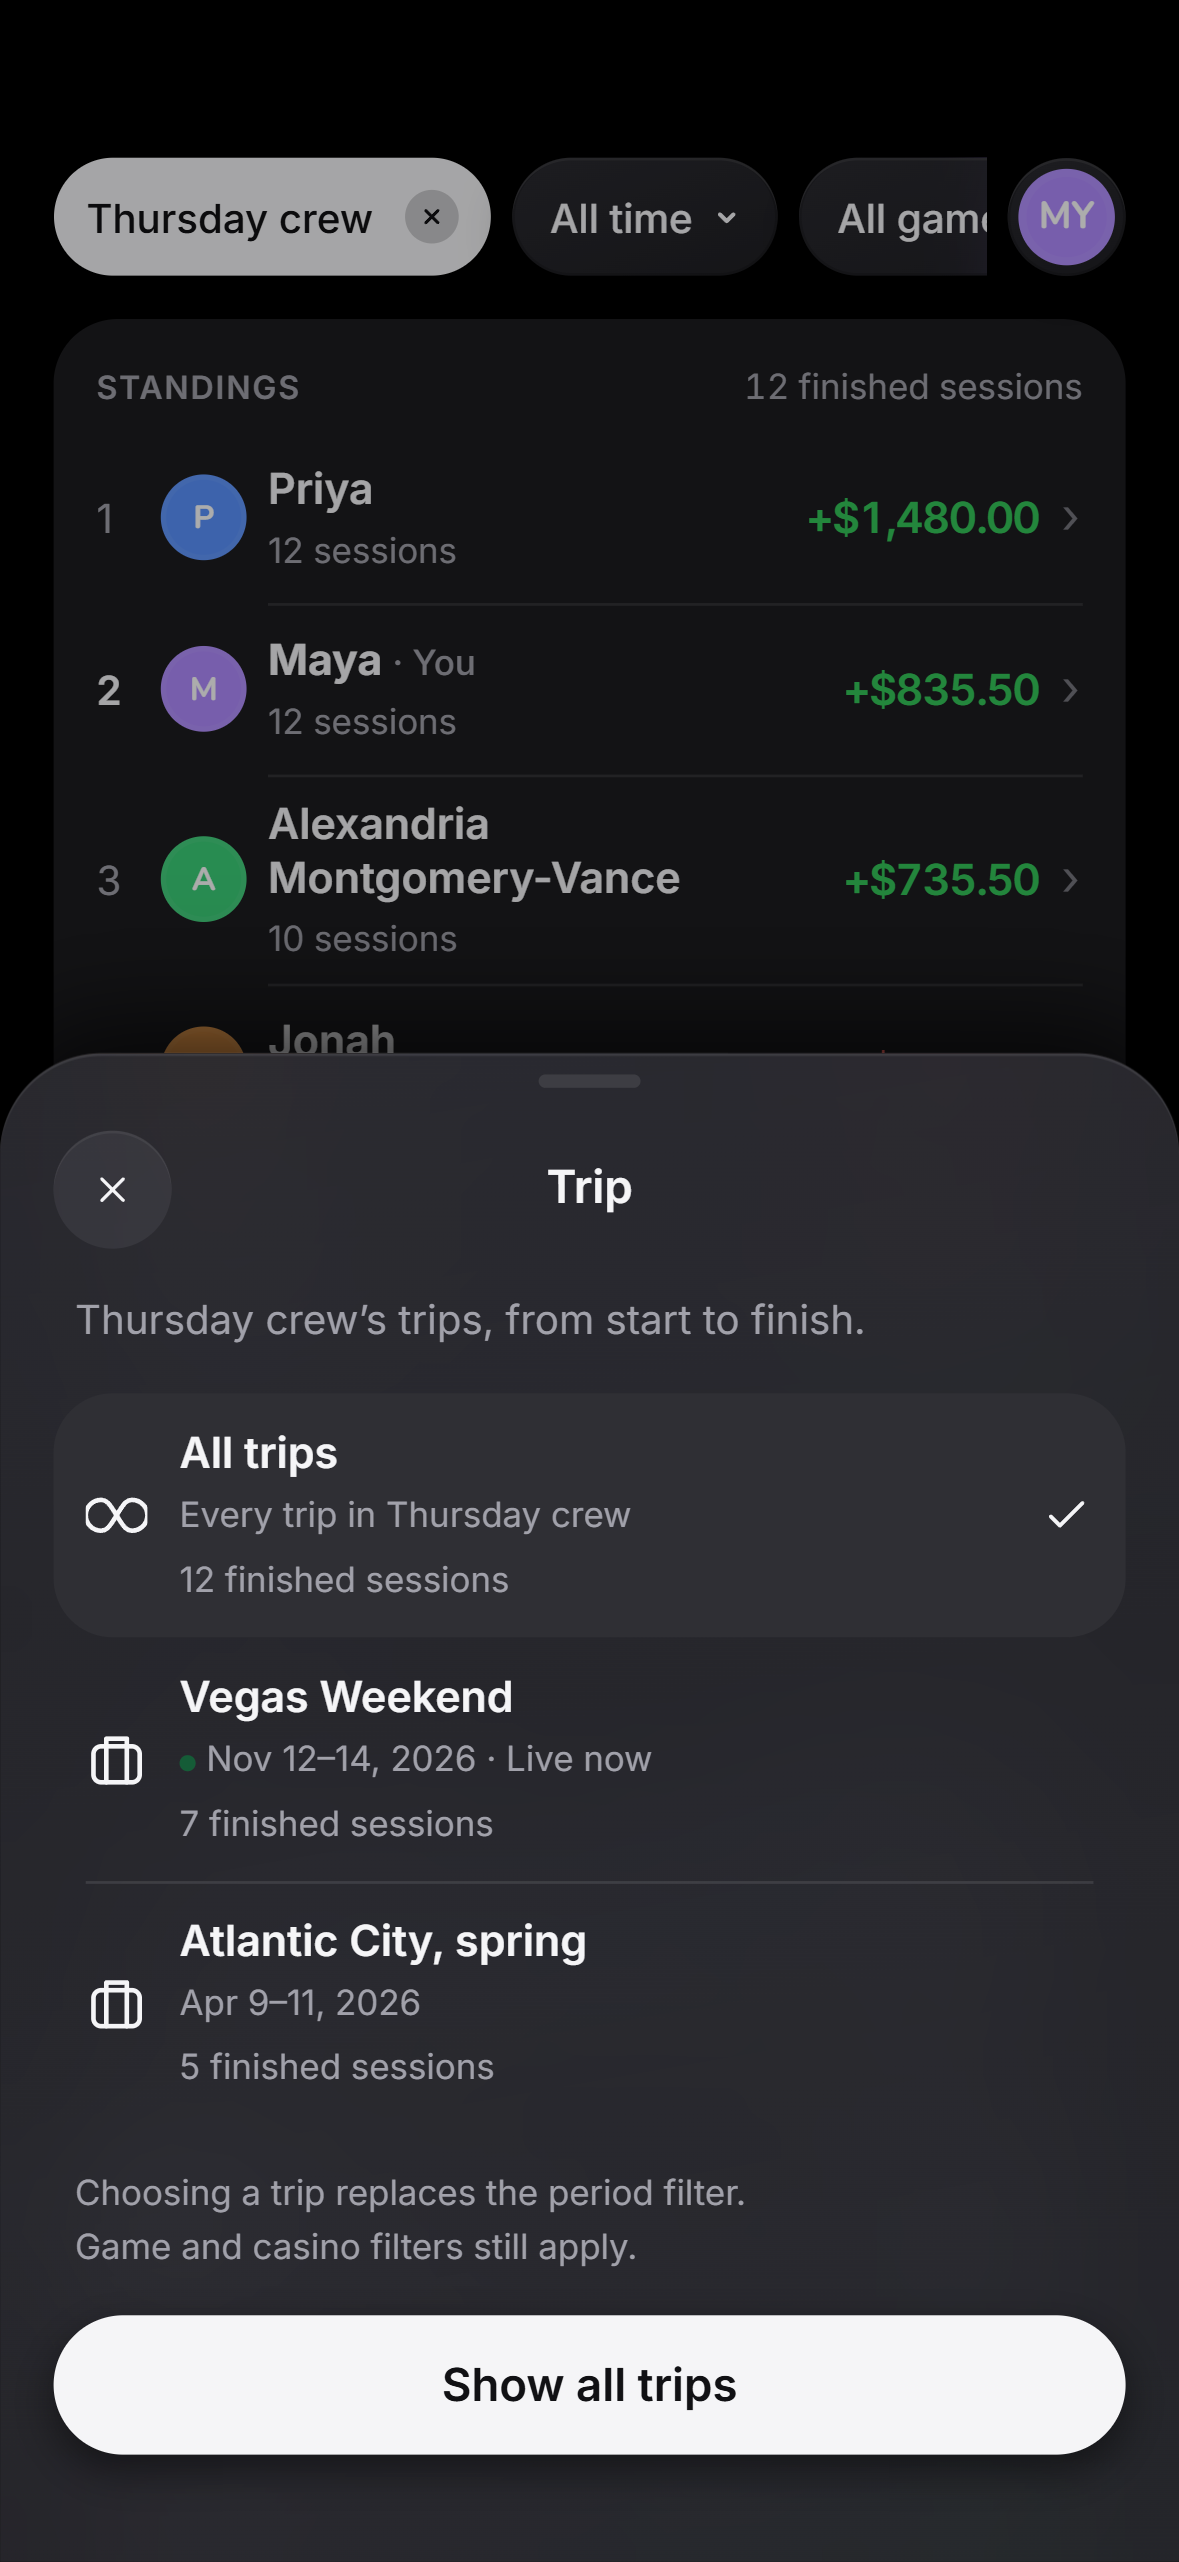 Thursday crew
All time
All game
MY
STANDINGS
12 finished sessions
1
P
Priya
12 sessions
+$1,480.00
2
M
Maya · You
12 sessions
+$835.50
3
A
Alexandria
Montgomery-Vance
10 sessions
+$735.50
Jonah
Trip
Thursday crew’s trips, from start to finish.
All trips
Every trip in Thursday crew
12 finished sessions
Vegas Weekend
Nov 12–14, 2026 · Live now
7 finished sessions
Atlantic City, spring
Apr 9–11, 2026
5 finished sessions
Choosing a trip replaces the period filter.
Game and casino filters still apply.
Show all trips